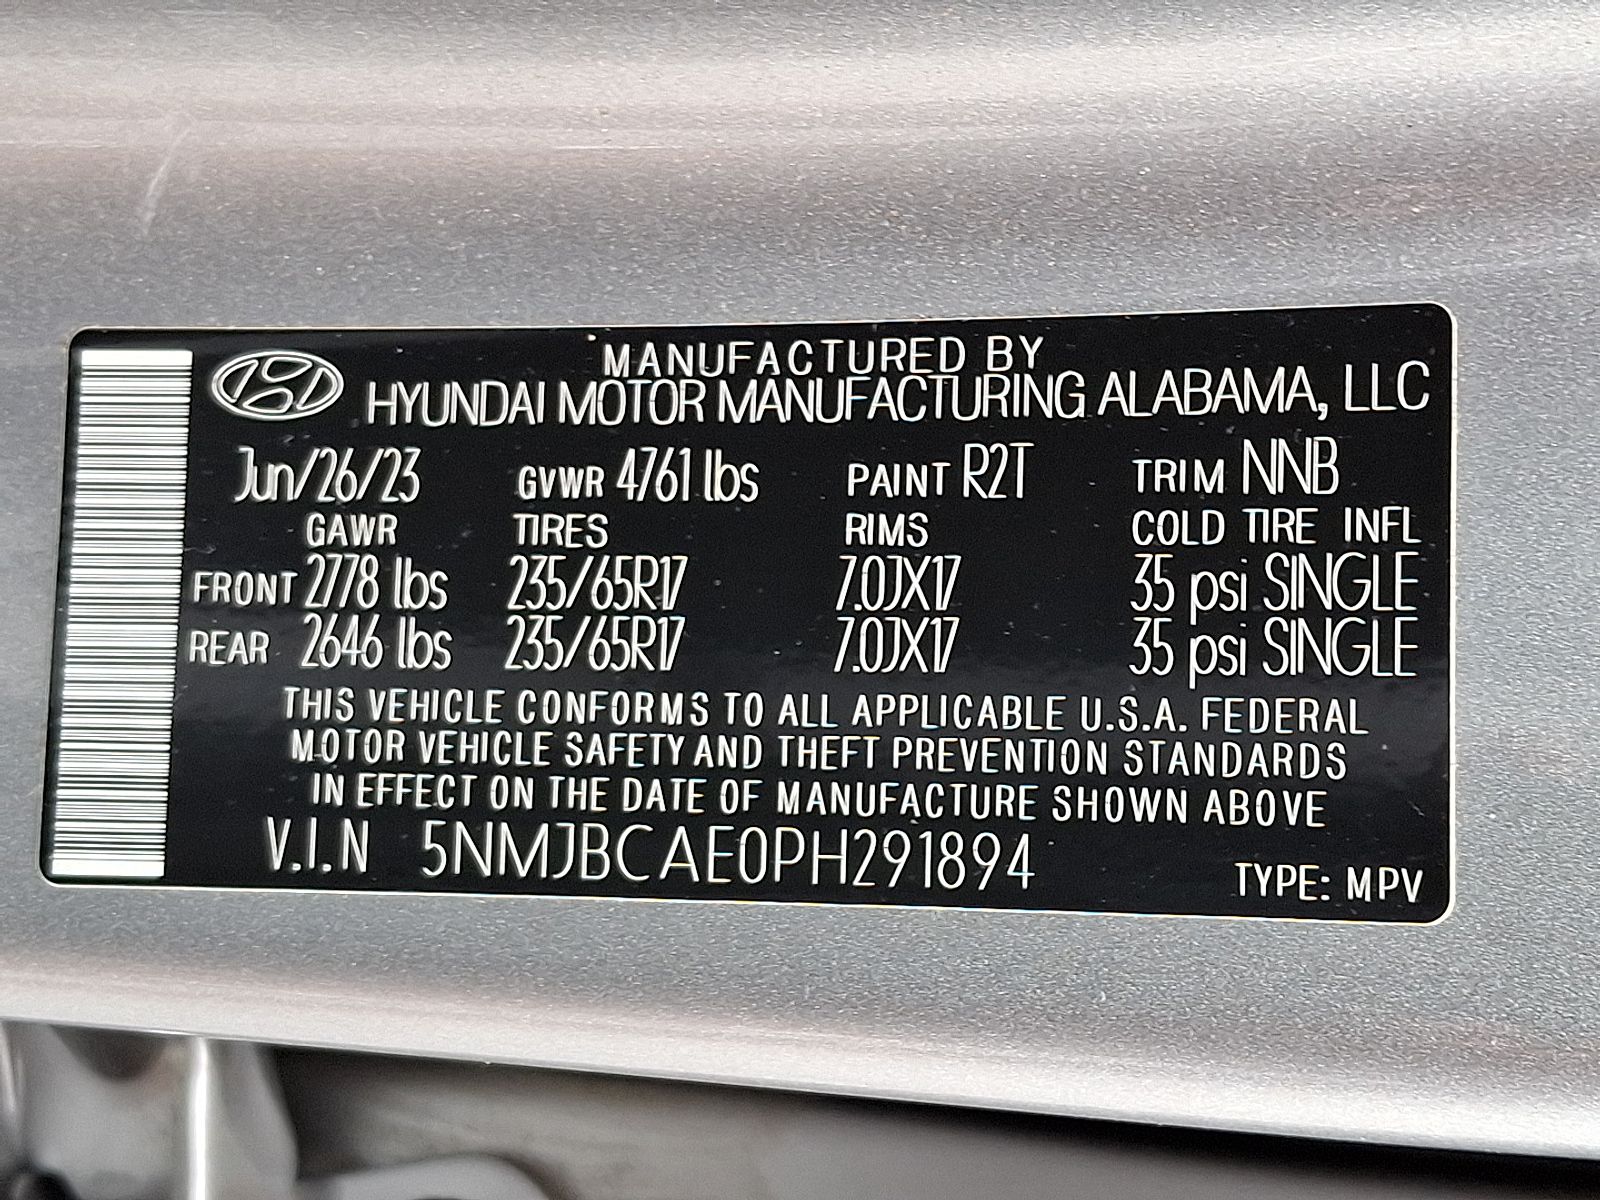 MANUFACTURED BY
HYUNDAI MOTOR MANUFACTURING ALABAMA, LLC
Jun/26/23 GVWR 4761 lbs PAINT R2T TRIM NNB
GAWR TIRES RIMS COLD TIRE INFL
FRONT 2778 lbs 235/65R17 7.0JX17 35 psi SINGLE
REAR 2646 lbs 235/65R17 7.0JX17 35 psi SINGLE
THIS VEHICLE CONFORMS TO ALL APPLICABLE U.S.A. FEDERAL
MOTOR VEHICLE SAFETY AND THEFT PREVENTION STANDARDS
IN EFFECT ON THE DATE OF MANUFACTURE SHOWN ABOVE
V.I.N 5NMJBCAE0PH291894
TYPE: MPV